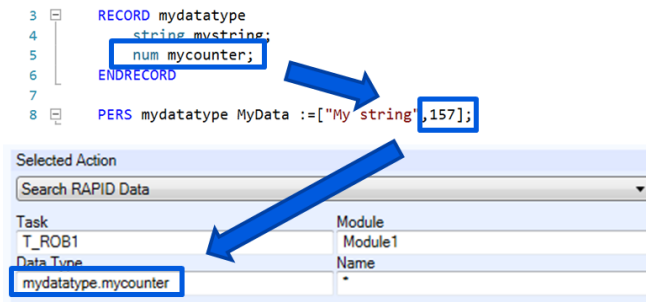 3 RECORD mydatatype
4 string mystring;
5 num mycounter;
6 ENDRECORD
7
8 PERS mydatatype MyData :=["My string",157];
Selected Action
Search RAPID Data
Task Module
T_ROB1 Module1
Data Type Name
mydatatype.mycounter *